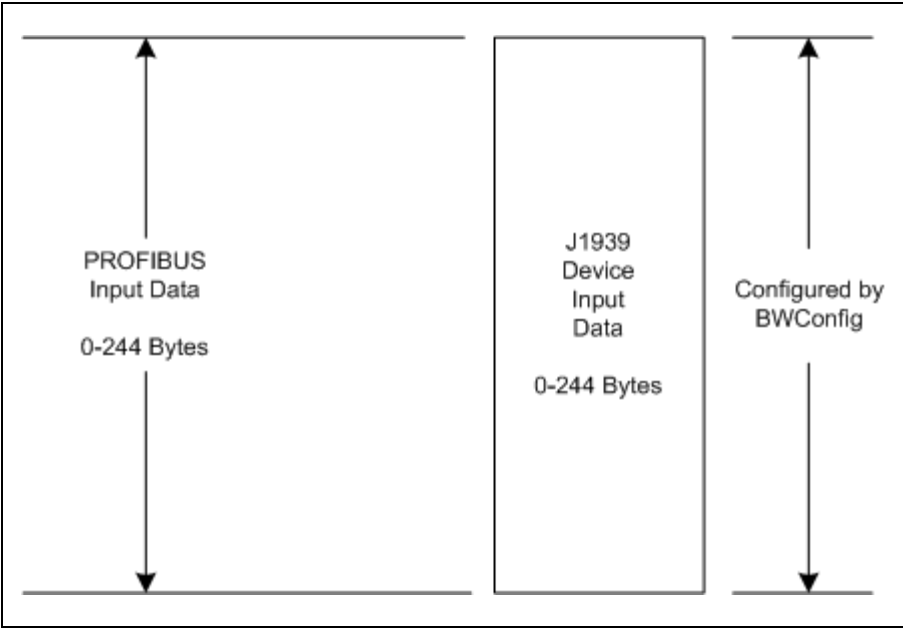 PROFIBUS
Input Data
0-244 Bytes
J1939
Device
Input
Data
0-244 Bytes
Configured by
BWConfig